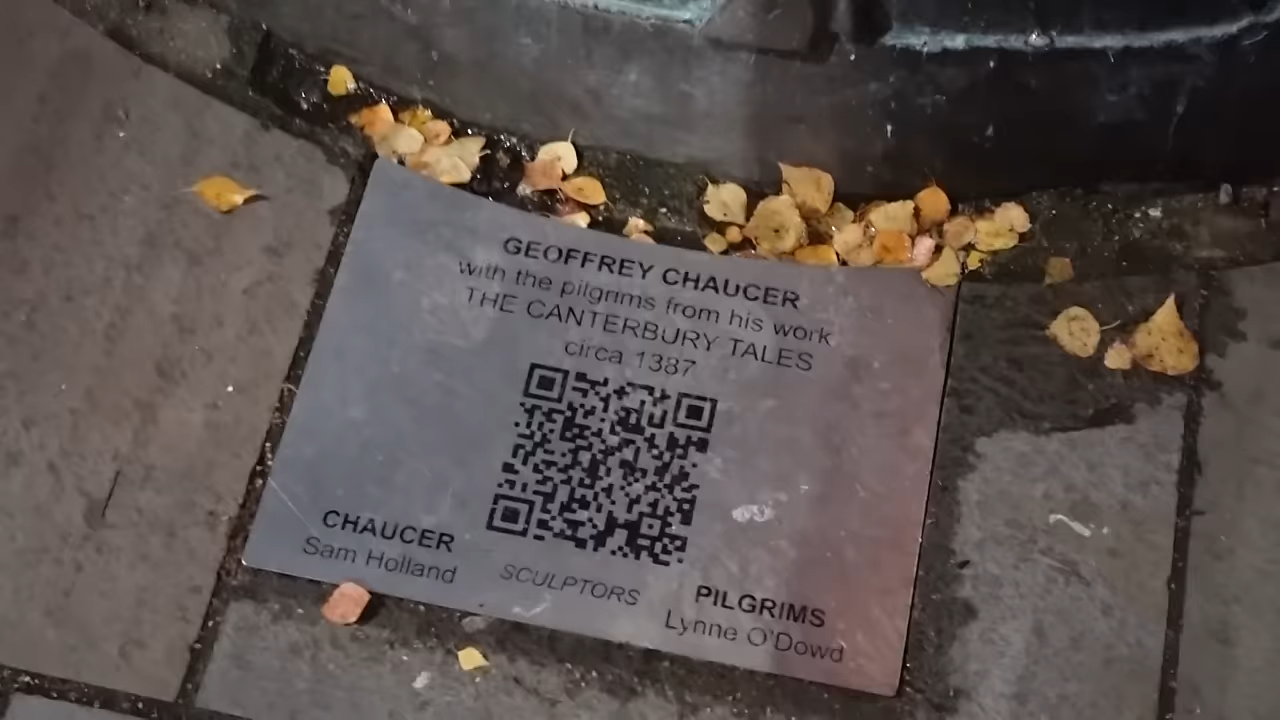 GEOFFREY CHAUCER
with the pilgrims from his work
THE CANTERBURY TALES
circa 1387
CHAUCER
Sam Holland
SCULPTORS
PILGRIMS
Lynne O'Dowd